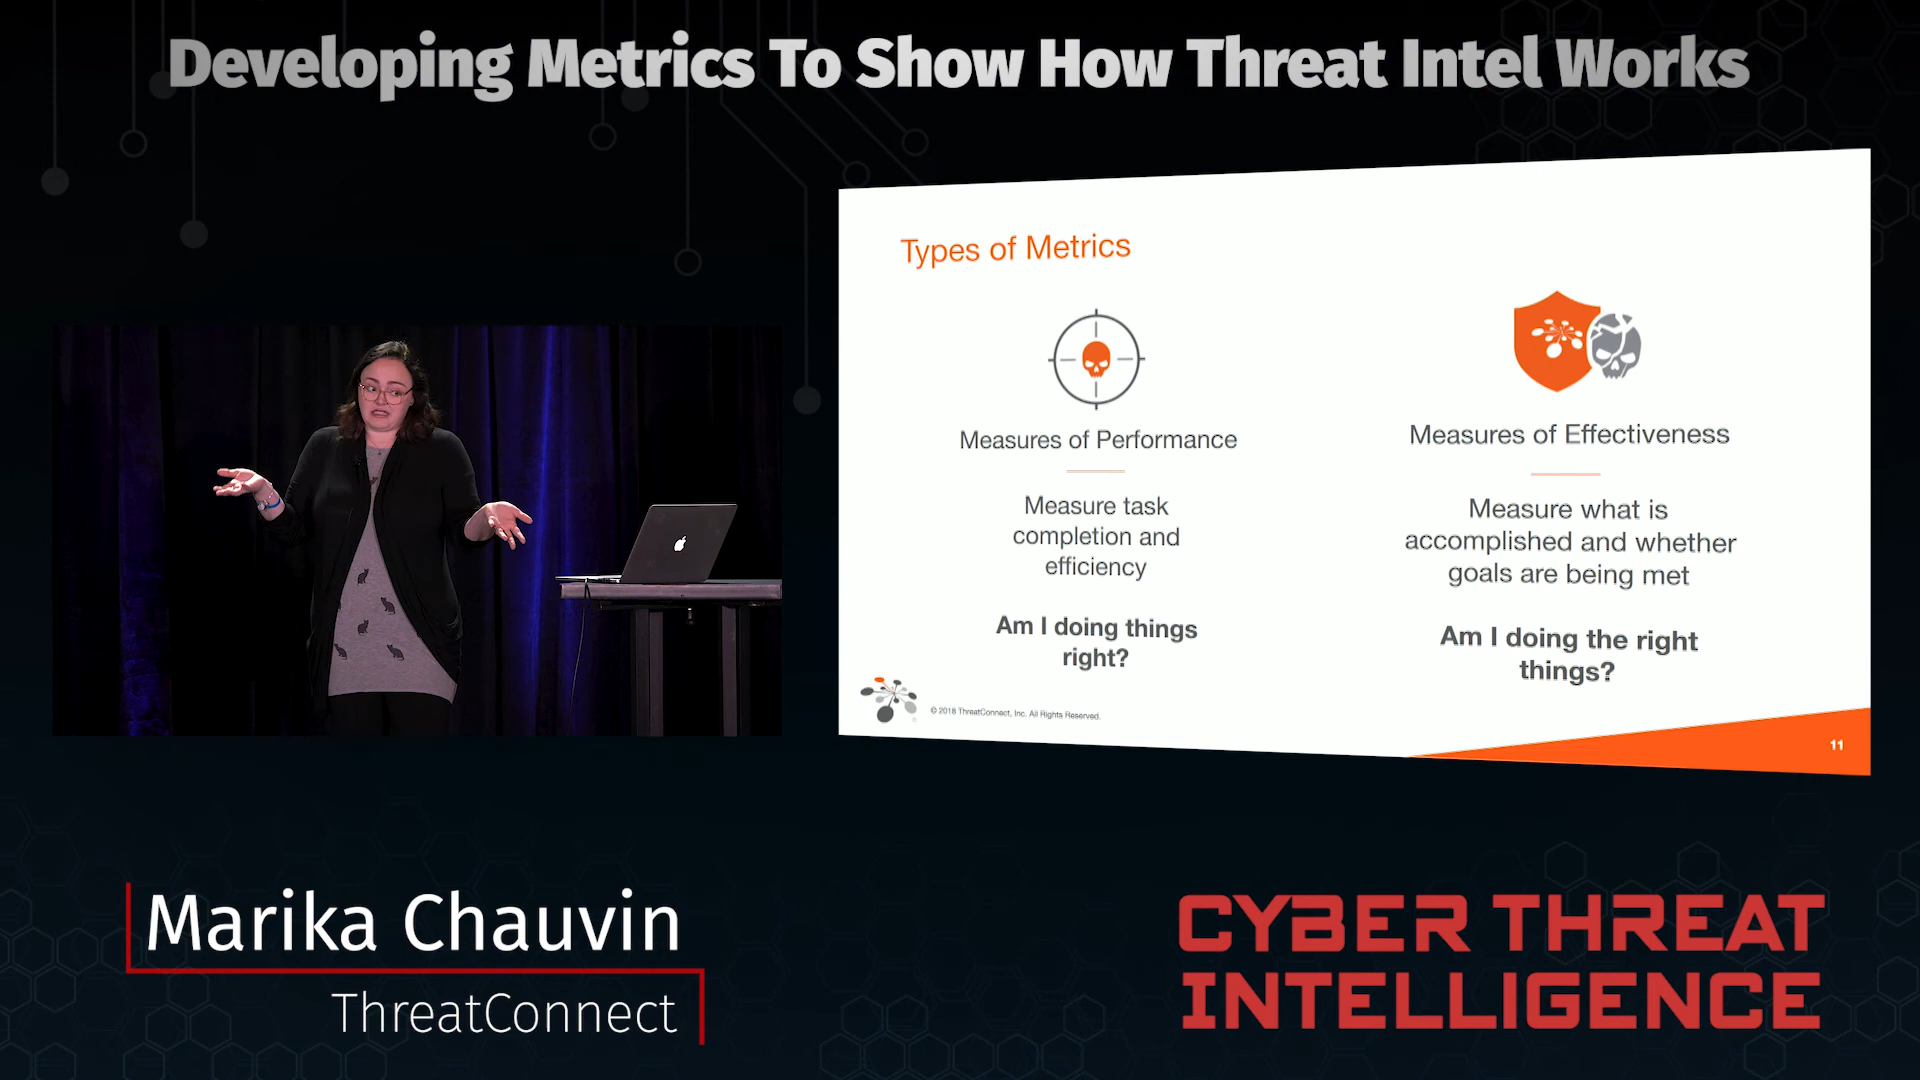 Developing Metrics To Show How Threat Intel Works
Types of Metrics
Measures of Performance
Measure task
completion and
efficiency
Am I doing things
right?
Measures of Effectiveness
Measure what is
accomplished and whether
goals are being met
Am I doing the right
things?
© 2018 ThreatConnect, Inc. All Rights Reserved.
11
Marika Chauvin
ThreatConnect
CYBER THREAT
INTELLIGENCE